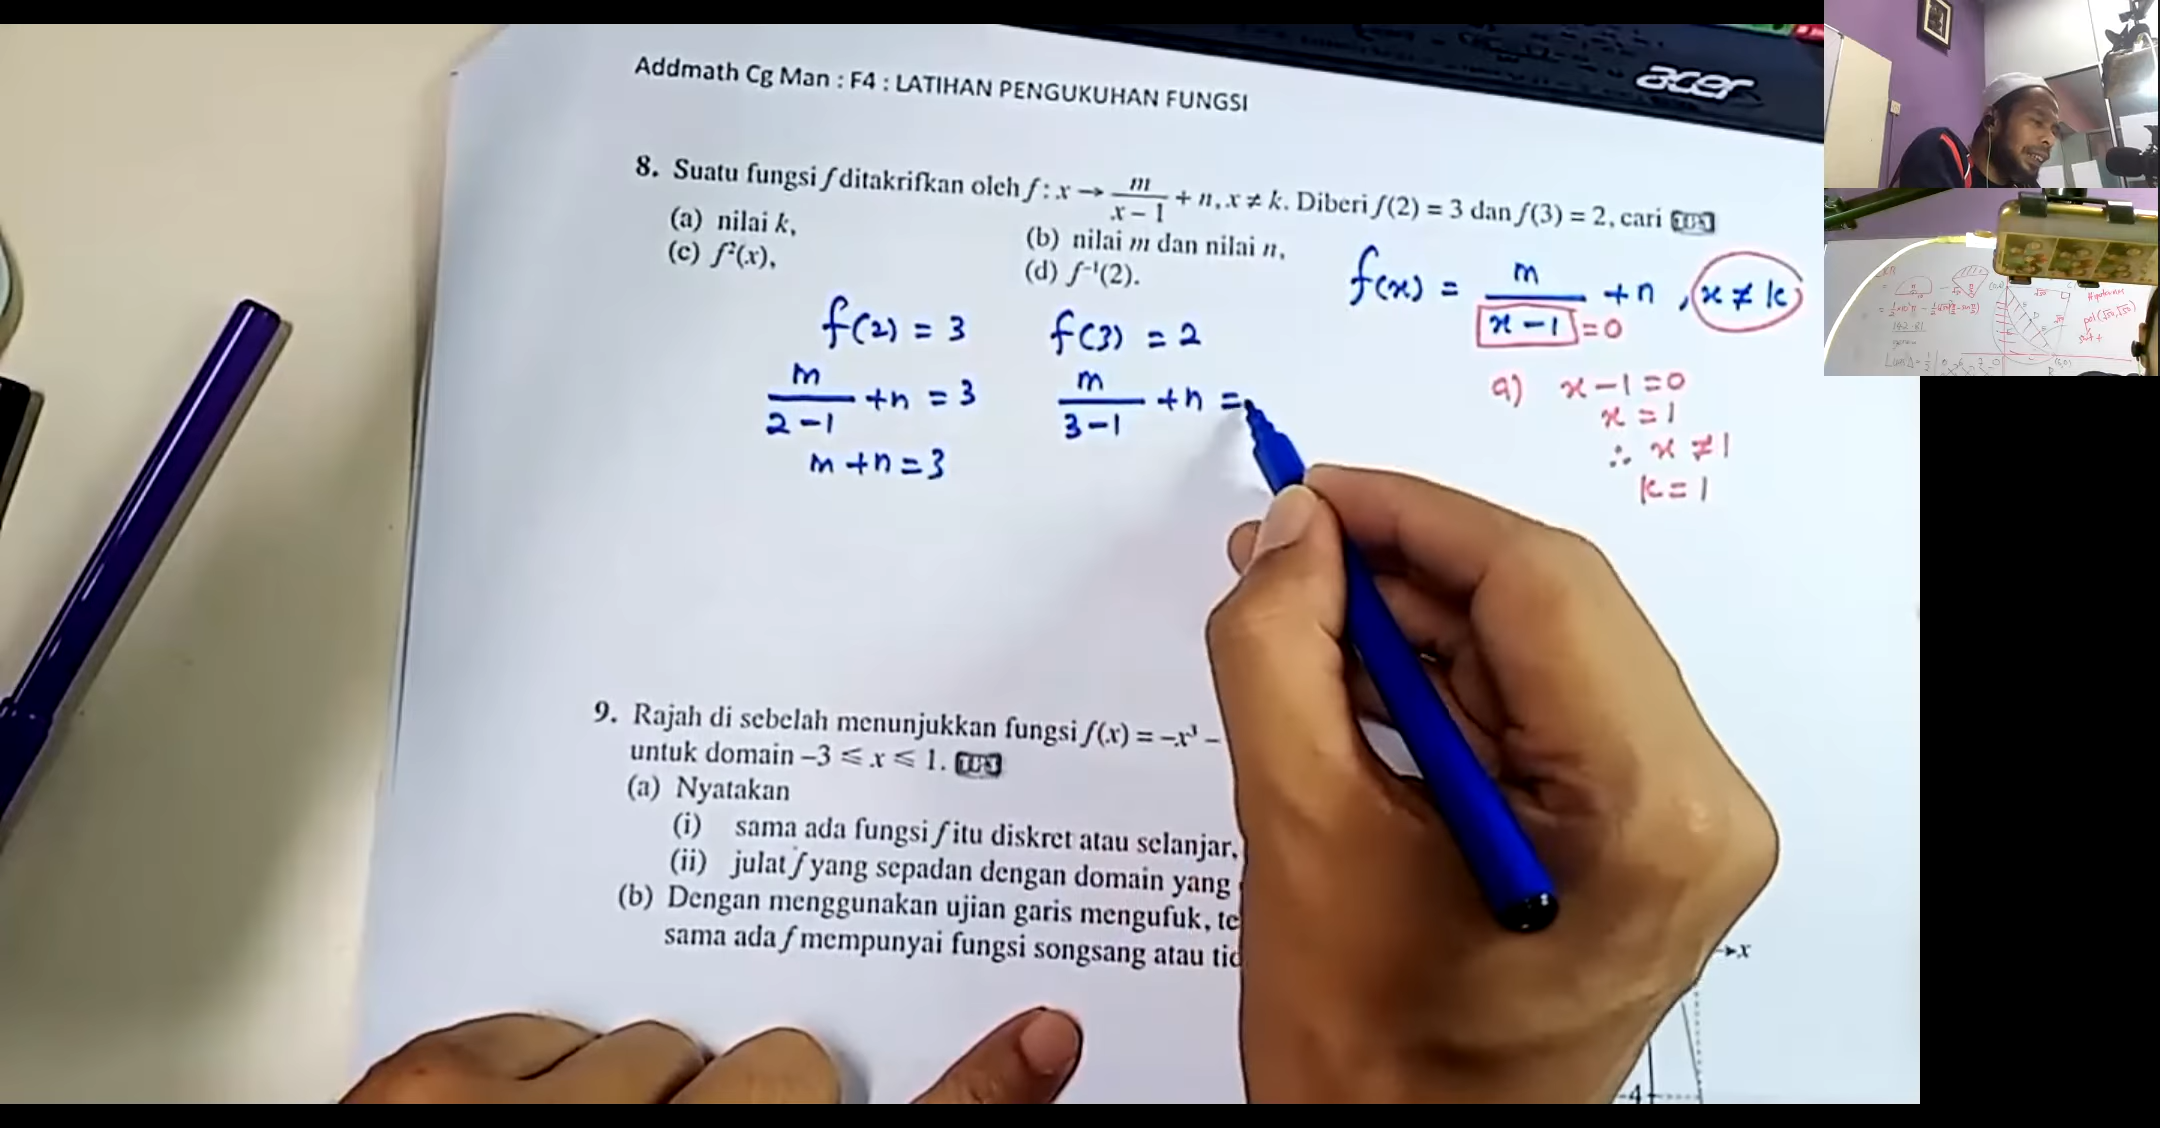 acer
Addmath Cg Man : F4 : LATIHAN PENGUKUHAN FUNGSI
8. Suatu fungsi f ditakrifkan oleh f : x → m/(x − 1) + n, x ≠ k. Diberi f(2) = 3 dan f(3) = 2, cari
(a) nilai k,
(b) nilai m dan nilai n,
(c) f²(x),
(d) f⁻¹(2).
f(x) = m/(x − 1) + n , x ≠ k
x − 1 = 0
f(2) = 3
m/(2 − 1) + n = 3
m + n = 3
f(3) = 2
m/(3 − 1) + n =
a) x − 1 = 0
x = 1
∴ x ≠ 1
k = 1
9. Rajah di sebelah menunjukkan fungsi f(x) = −x³ −
untuk domain −3 ⩽ x ⩽ 1.
(a) Nyatakan
(i) sama ada fungsi f itu diskret atau selanjar,
(ii) julat f yang sepadan dengan domain yang
(b) Dengan menggunakan ujian garis mengufuk,
sama ada f mempunyai fungsi songsang atau
x
−4